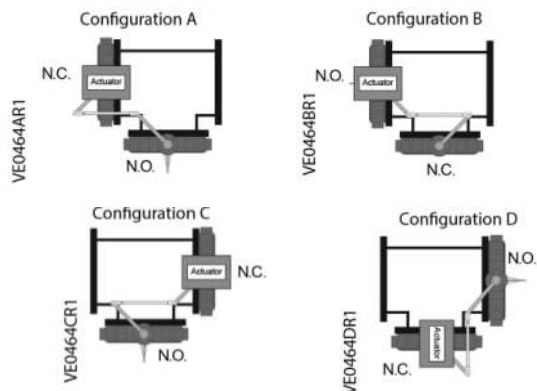 Configuration A
N.C.
Actuator
VE0464AR1
N.O.
Configuration B
N.O.
Actuator
VE0464BR1
N.C.
Configuration C
Actuator
N.C.
VE0464CR1
N.O.
Configuration D
N.O.
Actuator
VE0464DR1
N.C.